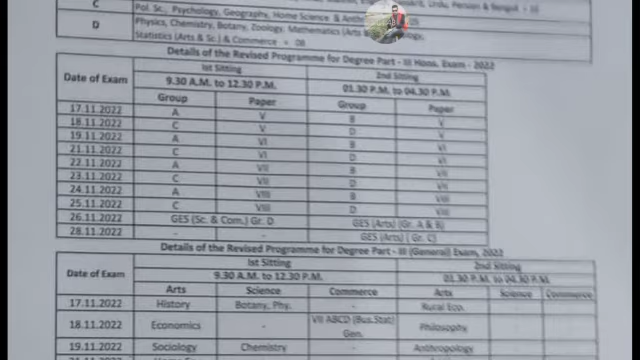 C Pol. Sc., Psychology, Geography, Home Science &
D Physics, Chemistry, Botany, Zoology, Mathematics (Arts
Statistics (Arts & Sc.) & Commerce = 08
Details of the Revised Programme for Degree Part - III Hons. Exam - 2022
Date of Exam Ist Sitting 2nd Sitting
9.30 A.M. to 12.30 P.M. 01.30 P.M. to 04.30 P.M.
Group Paper Group Paper
17.11.2022 A V B V
18.11.2022 C V D V
19.11.2022 A VI B VI
21.11.2022 C VI D VI
22.11.2022 A VII B VII
23.11.2022 C VII D VII
24.11.2022 A VIII B VIII
25.11.2022 C VIII D VIII
26.11.2022 GES (Sc. & Com.) Gr. D GES (Arts) (Gr. A & B)
28.11.2022 - - GES (Arts) ( Gr. C)
Details of the Revised Programme for Degree Part - III (General) Exam, 2022
Date of Exam Ist Sitting 2nd Sitting
9.30 A.M. to 12.30 P.M. 01.30 P.M. to 04.30 P.M.
Arts Science Commerce Arts Science Commerce
17.11.2022 History Botany, Phy. - Rural Eco.
18.11.2022 Economics - VII ABCD (Bus.Stat) Gen. Philosophy
19.11.2022 Sociology Chemistry - Anthropology